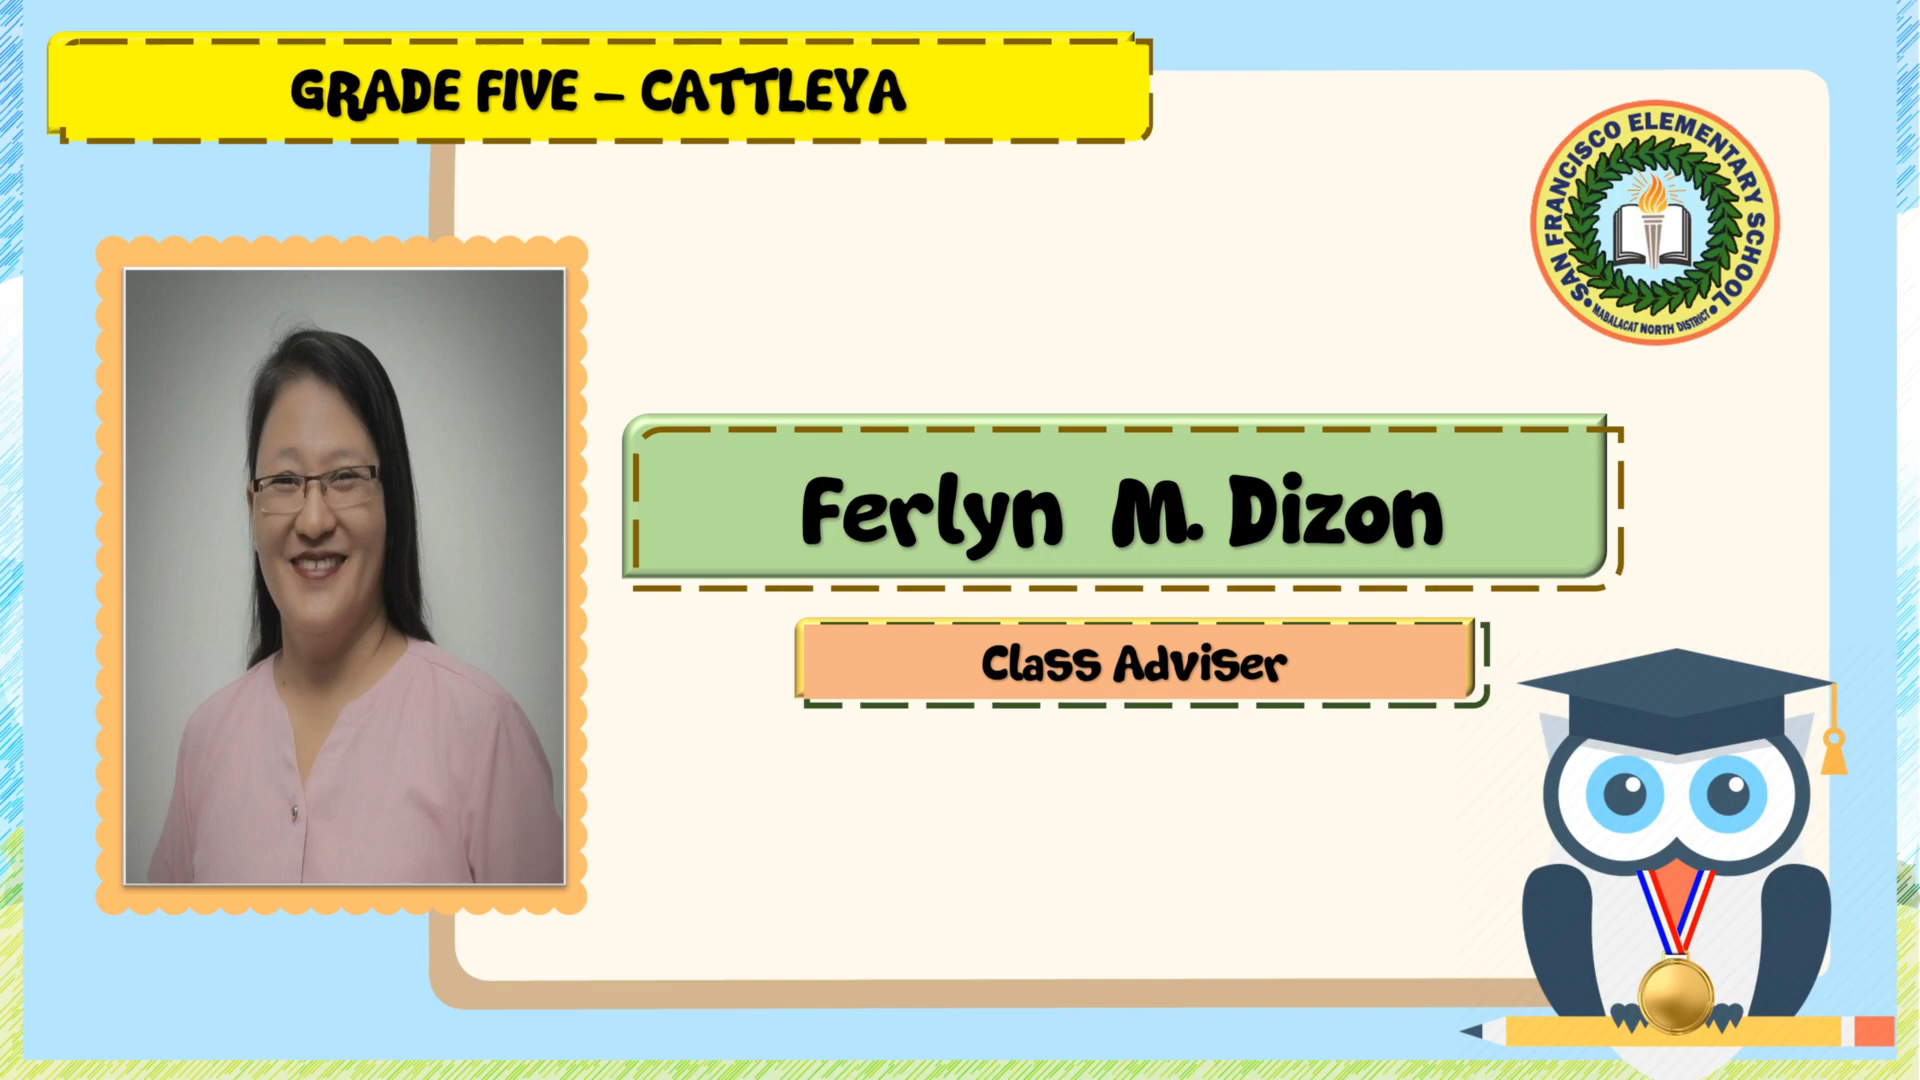 GRADE FIVE – CATTLEYA
SAN FRANCISCO ELEMENTARY SCHOOL
MABALACAT NORTH DISTRICT
Ferlyn M. Dizon
Class Adviser